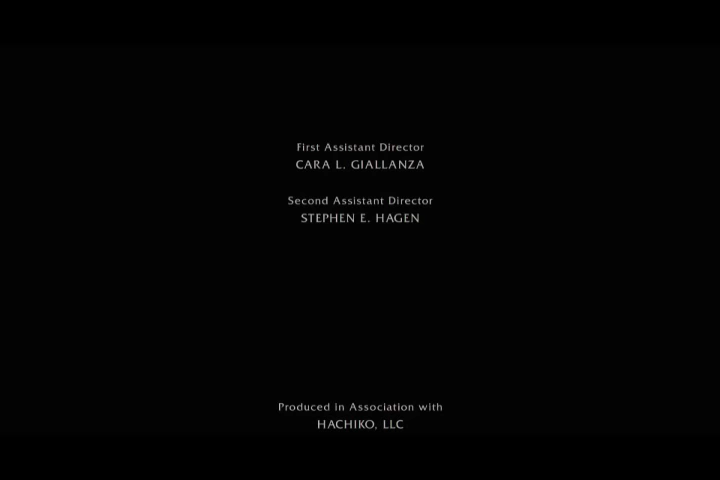 First Assistant Director
CARA L. GIALLANZA
Second Assistant Director
STEPHEN E. HAGEN
Produced in Association with
HACHIKO, LLC